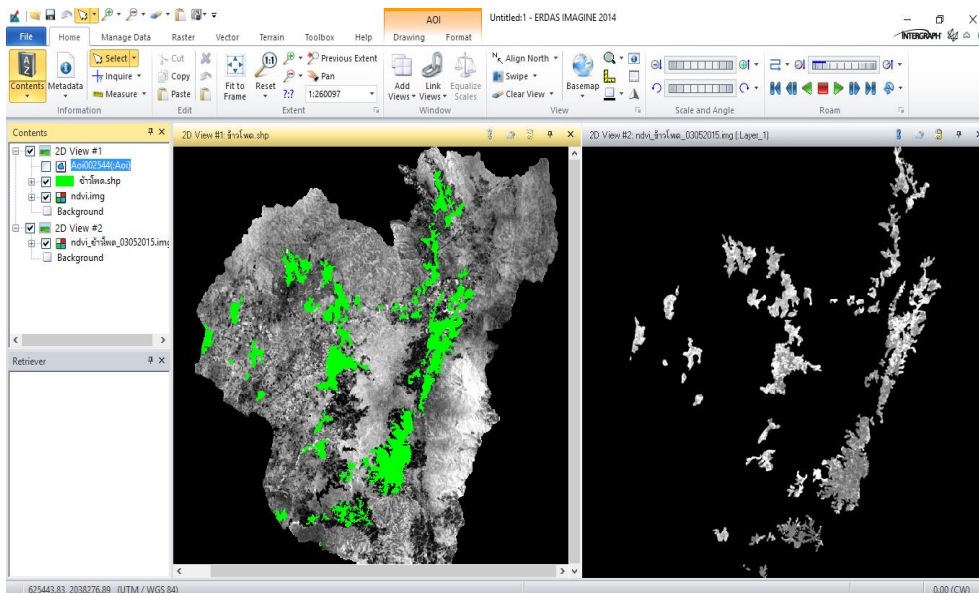 AOI
Untitled:1 - ERDAS IMAGINE 2014
File Home Manage Data Raster Vector Terrain Toolbox Help Drawing Format
INTERGRAPH
Contents
Metadata
Select
Inquire
Measure
Information
Cut
Copy
Paste
Edit
Fit to Frame
Reset
1:1
?:?
Previous Extent
Pan
1:260097
Extent
Add Views
Link Views
Equalize Scales
Window
Align North
Swipe
Clear View
Basemap
View
Scale and Angle
Roam
Contents
2D View #1
Aoi002544(:Aoi)
ข้าวโพด.shp
ndvi.img
Background
2D View #2
ndvi_ข้าวโพด_03052015.img
Background
Retriever
2D View #1: ข้าวโพด.shp
2D View #2: ndvi_ข้าวโพด_03052015.img (:Layer_1)
625443.83, 2038276.89 (UTM / WGS 84)
0.00 (CW)